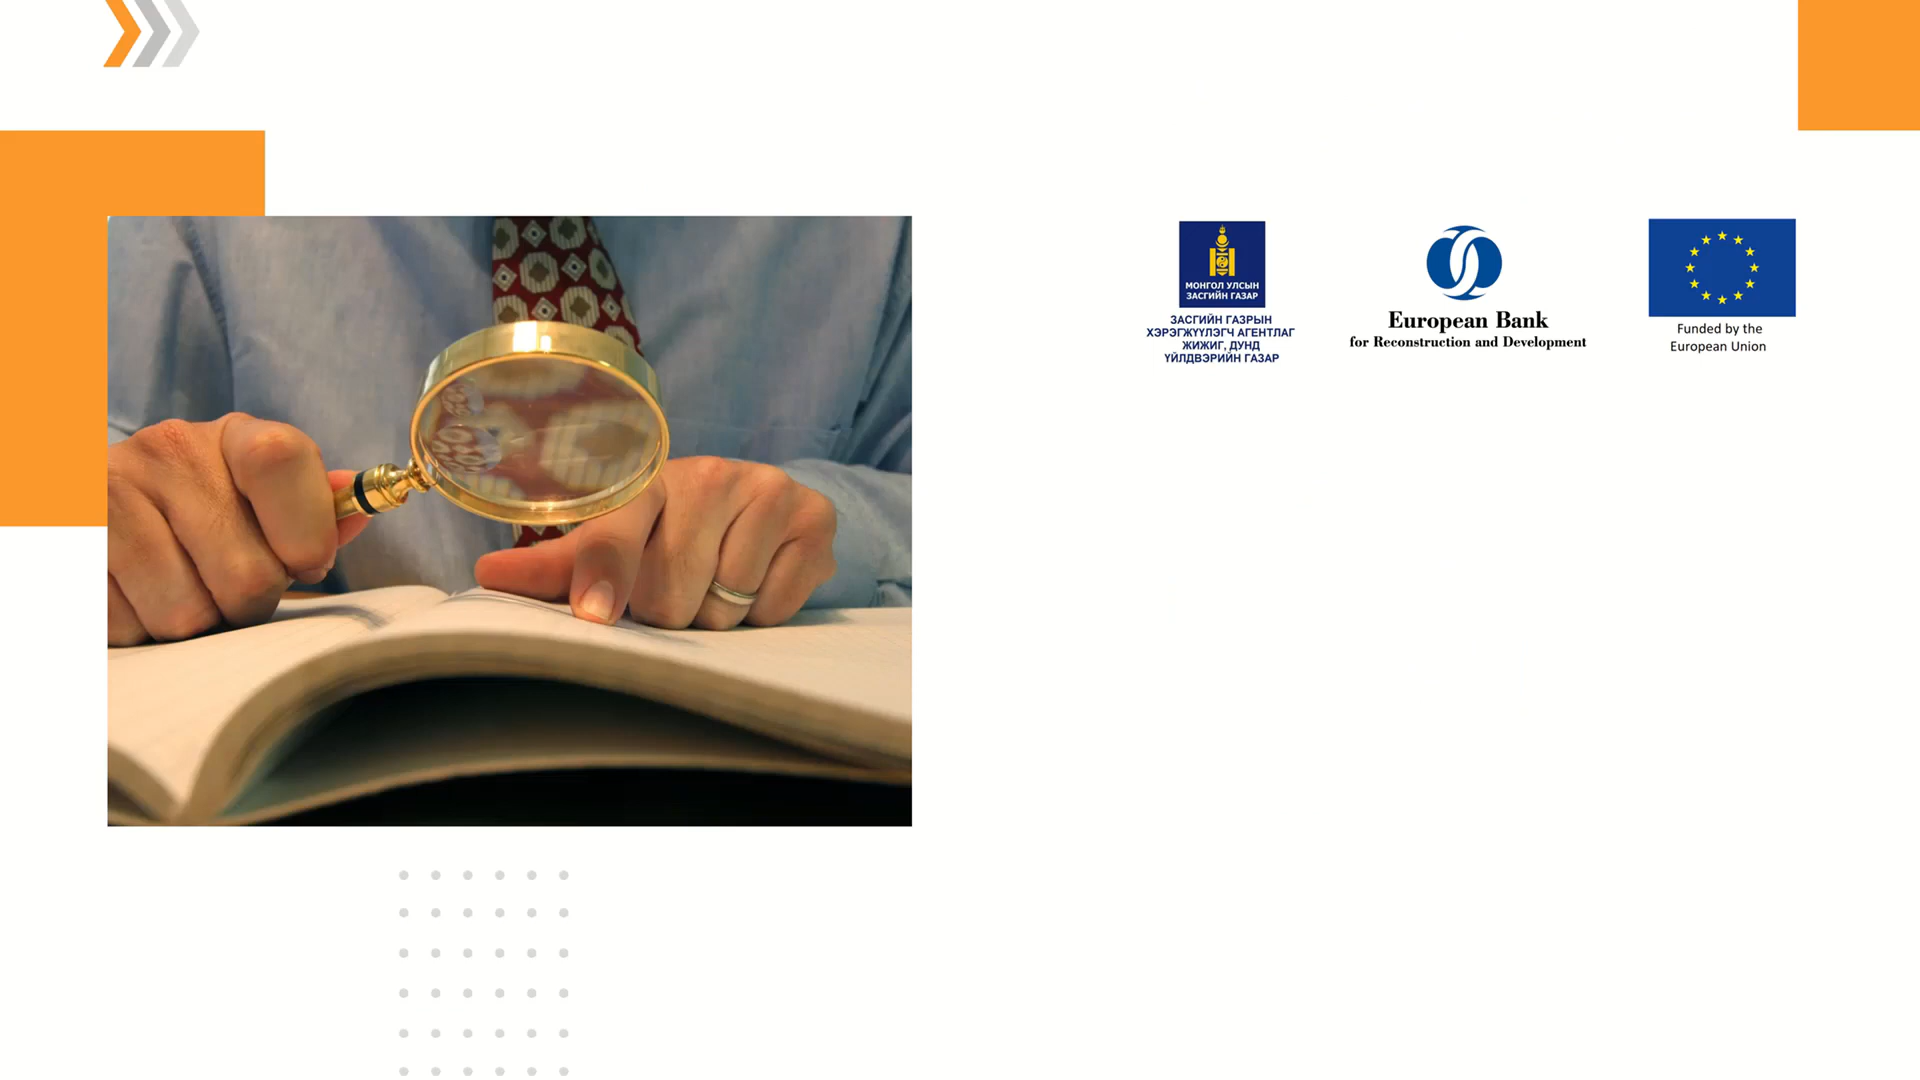 МОНГОЛ УЛСЫН
ЗАСГИЙН ГАЗАР
ЗАСГИЙН ГАЗРЫН
ХЭРЭГЖҮҮЛЭГЧ АГЕНТЛАГ
ЖИЖИГ, ДУНД
ҮЙЛДВЭРИЙН ГАЗАР
European Bank
for Reconstruction and Development
Funded by the
European Union